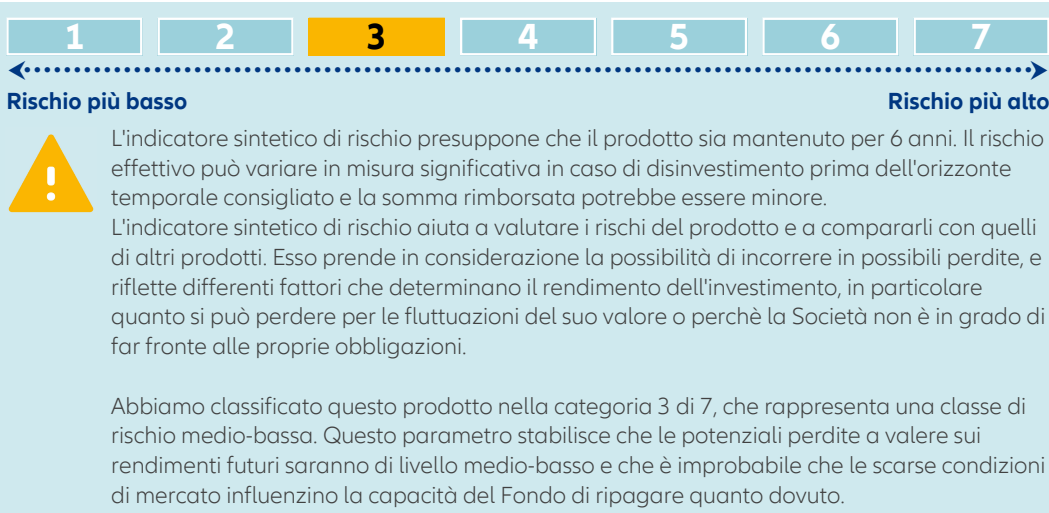 1 2 3 4 5 6 7
Rischio più basso Rischio più alto
L'indicatore sintetico di rischio presuppone che il prodotto sia mantenuto per 6 anni. Il rischio
effettivo può variare in misura significativa in caso di disinvestimento prima dell'orizzonte
temporale consigliato e la somma rimborsata potrebbe essere minore.
L'indicatore sintetico di rischio aiuta a valutare i rischi del prodotto e a compararli con quelli
di altri prodotti. Esso prende in considerazione la possibilità di incorrere in possibili perdite, e
riflette differenti fattori che determinano il rendimento dell'investimento, in particolare
quanto si può perdere per le fluttuazioni del suo valore o perchè la Società non è in grado di
far fronte alle proprie obbligazioni.
Abbiamo classificato questo prodotto nella categoria 3 di 7, che rappresenta una classe di
rischio medio-bassa. Questo parametro stabilisce che le potenziali perdite a valere sui
rendimenti futuri saranno di livello medio-basso e che è improbabile che le scarse condizioni
di mercato influenzino la capacità del Fondo di ripagare quanto dovuto.